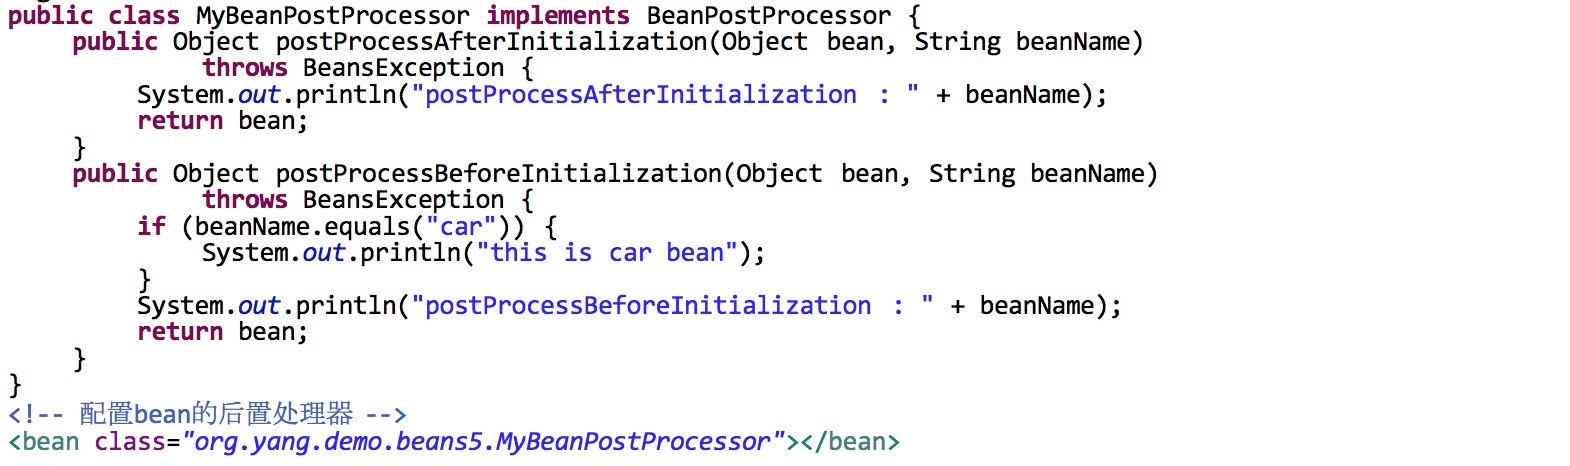 public class MyBeanPostProcessor implements BeanPostProcessor {
public Object postProcessAfterInitialization(Object bean, String beanName)
throws BeansException {
System.out.println("postProcessAfterInitialization : " + beanName);
return bean;
}
public Object postProcessBeforeInitialization(Object bean, String beanName)
throws BeansException {
if (beanName.equals("car")) {
System.out.println("this is car bean");
}
System.out.println("postProcessBeforeInitialization : " + beanName);
return bean;
}
}
<!-- 配置bean的后置处理器 -->
<bean class="org.yang.demo.beans5.MyBeanPostProcessor"></bean>